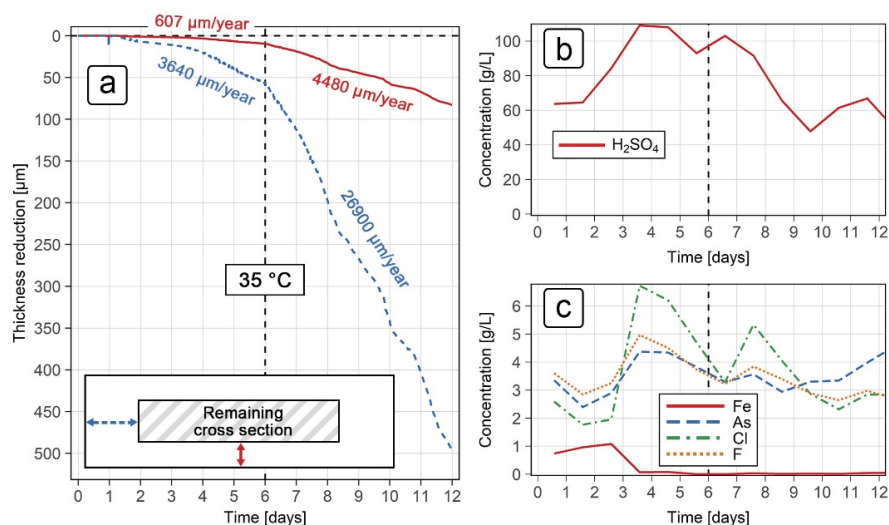 607 µm/year
0
50
100
150
200
250
300
350
400
450
500
Thickness reduction [µm]
a
3640 µm/year
4480 µm/year
26900 µm/year
35 °C
Remaining
cross section
0 1 2 3 4 5 6 7 8 9 10 11 12
Time [days]
b
100
80
60
40
20
0
Concentration [g/L]
H₂SO₄
0 1 2 3 4 5 6 7 8 9 10 11 12
Time [days]
c
6
5
4
3
2
1
0
Concentration [g/L]
Fe
As
Cl
F
0 1 2 3 4 5 6 7 8 9 10 11 12
Time [days]